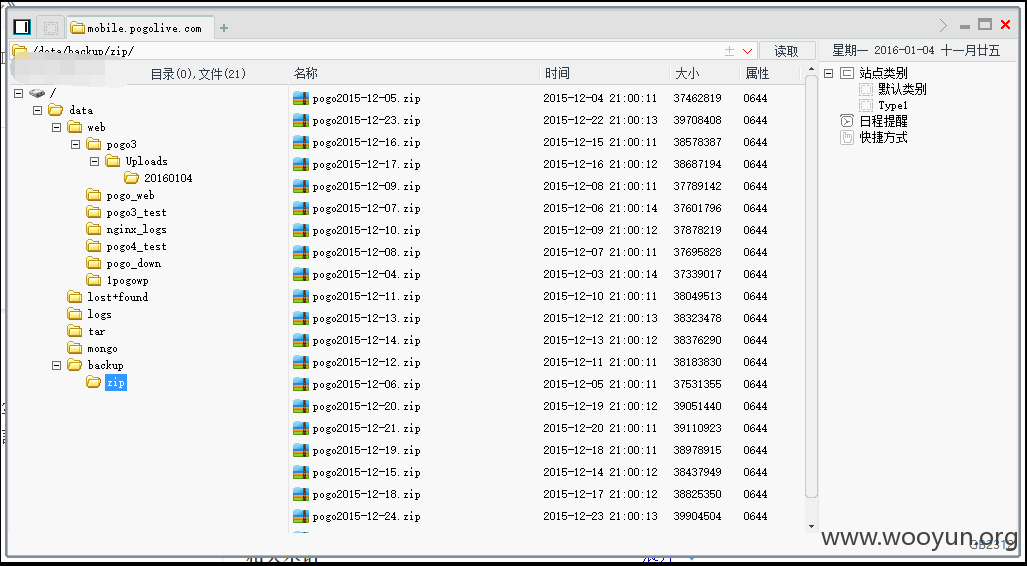 mobile.pogolive.com
/data/backup/zip/
读取
星期一 2016-01-04 十一月廿五
目录(0),文件(21)
名称 时间 大小 属性
/
data
web
pogo3
Uploads
20160104
pogo_web
pogo3_test
nginx_logs
pogo4_test
pogo_down
1pogowp
lost+found
logs
tar
mongo
backup
zip
pogo2015-12-05.zip 2015-12-04 21:00:11 37462819 0644
pogo2015-12-23.zip 2015-12-22 21:00:13 39708408 0644
pogo2015-12-16.zip 2015-12-15 21:00:11 38578387 0644
pogo2015-12-17.zip 2015-12-16 21:00:12 38687194 0644
pogo2015-12-09.zip 2015-12-08 21:00:11 37789142 0644
pogo2015-12-07.zip 2015-12-06 21:00:14 37601796 0644
pogo2015-12-10.zip 2015-12-09 21:00:12 37878219 0644
pogo2015-12-08.zip 2015-12-07 21:00:11 37695828 0644
pogo2015-12-04.zip 2015-12-03 21:00:14 37339017 0644
pogo2015-12-11.zip 2015-12-10 21:00:11 38049513 0644
pogo2015-12-13.zip 2015-12-12 21:00:13 38323478 0644
pogo2015-12-14.zip 2015-12-13 21:00:12 38376290 0644
pogo2015-12-12.zip 2015-12-11 21:00:11 38183830 0644
pogo2015-12-06.zip 2015-12-05 21:00:11 37531355 0644
pogo2015-12-20.zip 2015-12-19 21:00:12 39051440 0644
pogo2015-12-21.zip 2015-12-20 21:00:11 39110923 0644
pogo2015-12-19.zip 2015-12-18 21:00:11 38978915 0644
pogo2015-12-15.zip 2015-12-14 21:00:12 38437949 0644
pogo2015-12-18.zip 2015-12-17 21:00:12 38825350 0644
pogo2015-12-24.zip 2015-12-23 21:00:13 39904504 0644
站点类别
默认类别
Type1
日程提醒
快捷方式
www.wooyun.org
GB2312